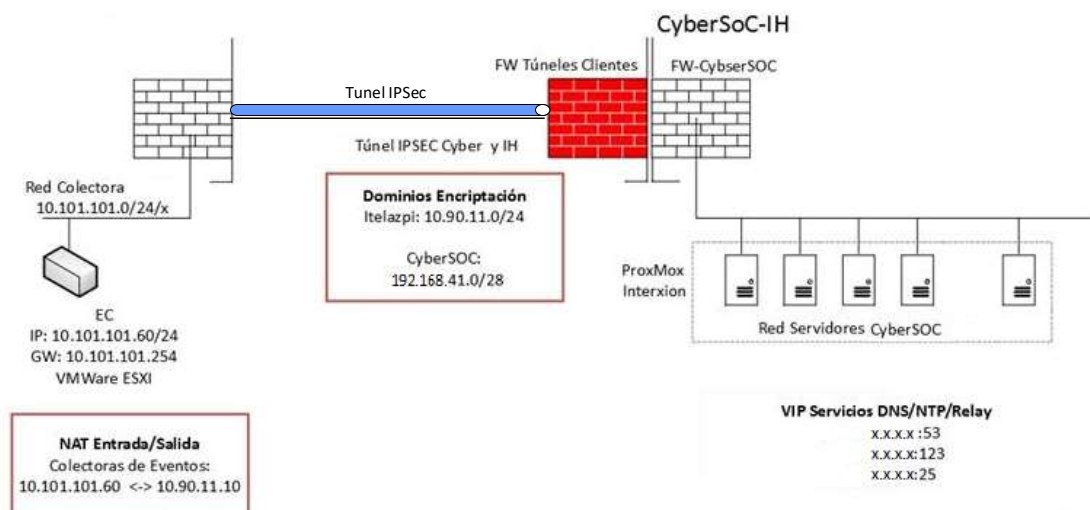 CyberSoC-IH
FW Túneles Clientes
FW-CybserSOC
Tunel IPSec
Túnel IPSEC Cyber y IH
Red Colectora
10.101.101.0/24/x
Dominios Encriptación
Itelazpi: 10.90.11.0/24
CyberSOC:
192.168.41.0/28
ProxMox
Interxion
Red Servidores CyberSOC
EC
IP: 10.101.101.60/24
GW: 10.101.101.254
VMWare ESXI
NAT Entrada/Salida
Colectoras de Eventos:
10.101.101.60 <-> 10.90.11.10
VIP Servicios DNS/NTP/Relay
x.x.x.x :53
x.x.x.x:123
x.x.x.x:25